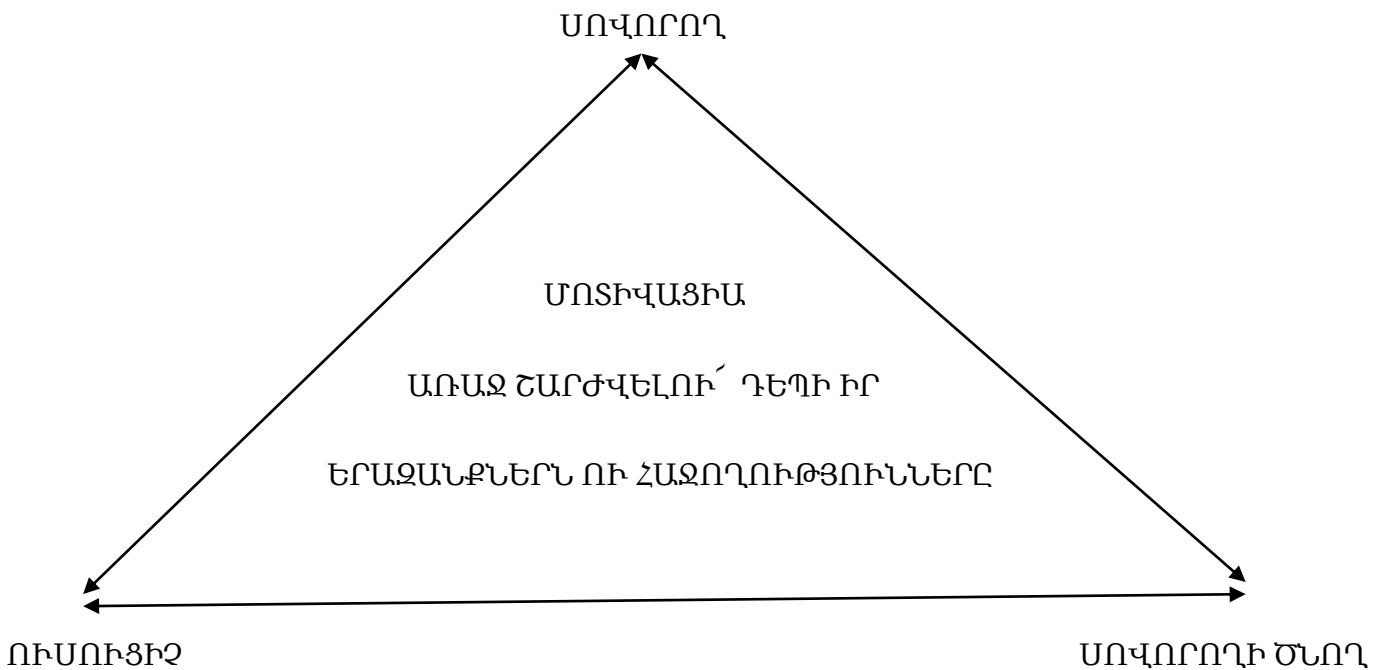 ՍՈՎՈՐՈՂ
ՄՈՏԻՎԱՑԻԱ
ԱՌԱՋ ՇԱՐԺՎԵԼՈՒ՛ ԴԵՊԻ ԻՐ
ԵՐԱԶԱՆՔՆԵՐՆ ՈՒ ՀԱՋՈՂՈՒԹՅՈՒՆՆԵՐԸ
ՈՒՍՈՒՑԻՉ
ՍՈՎՈՐՈՂԻ ԾՆՈՂ